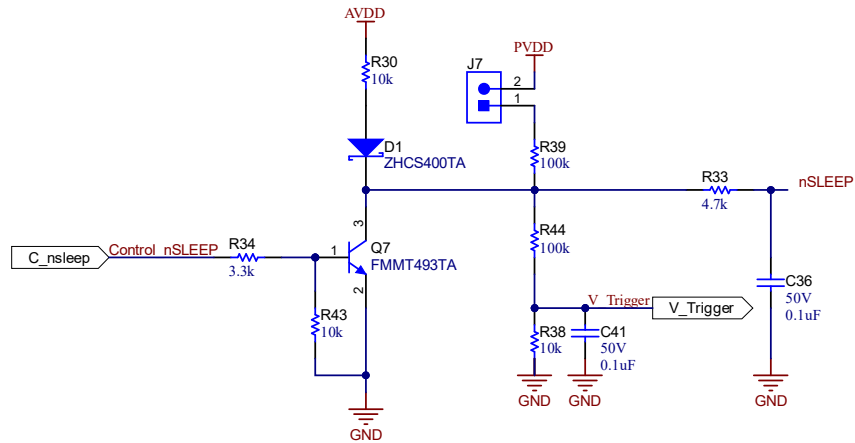 AVDD
R30
10k
J7
PVDD
2
1
D1
ZHCS400TA
R39
100k
R33
4.7k
nSLEEP
3
R44
100k
C_nsleep
Control_nSLEEP
R34
3.3k
1
Q7
FMMT493TA
2
C36
50V
0.1uF
V_Trigger
V_Trigger
R43
10k
R38
10k
C41
50V
0.1uF
GND
GND
GND
GND